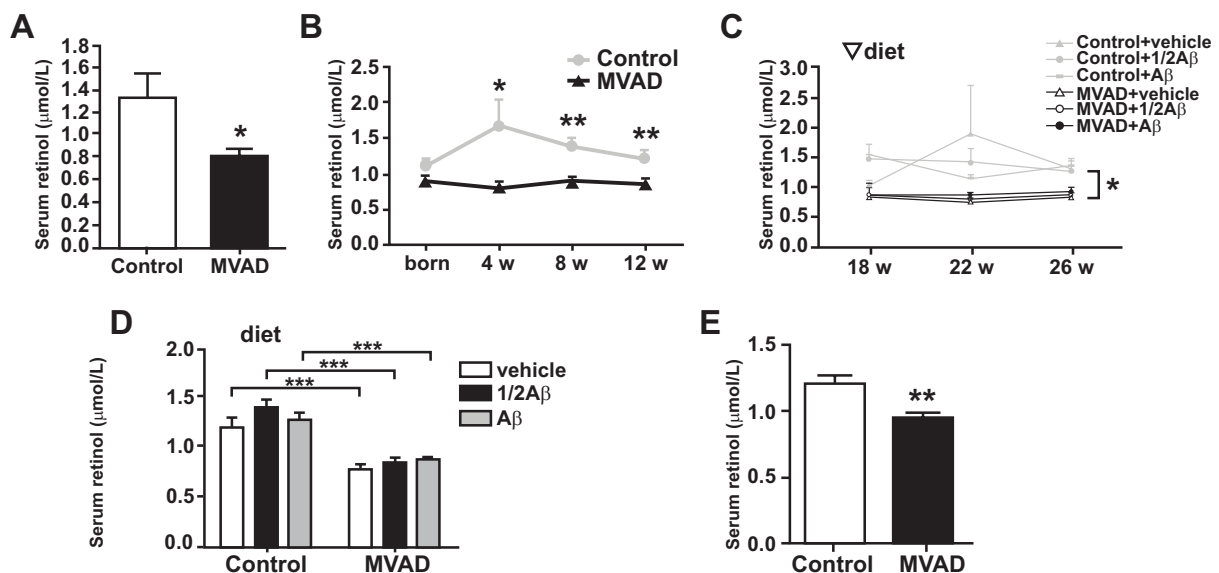 A
Serum retinol (μmol/L)
1.8
1.6
1.4
1.2
1.0
0.8
0.6
0.4
0.2
0.0
*
Control MVAD
B
Serum retinol (μmol/L)
2.5
2.0
1.5
1.0
0.5
0.0
Control
MVAD
* ** **
born 4 w 8 w 12 w
C
diet
Serum retinol (μmol/L)
3.0
2.5
2.0
1.5
1.0
0.5
0.0
Control+vehicle
Control+1/2Aβ
Control+Aβ
MVAD+vehicle
MVAD+1/2Aβ
MVAD+Aβ
*
18 w 22 w 26 w
D
diet
Serum retinol (μmol/L)
2.0
1.5
1.0
0.5
0.0
***
***
***
vehicle
1/2Aβ
Aβ
Control MVAD
E
Serum retinol (μmol/L)
1.5
1.0
0.5
0.0
**
Control MVAD